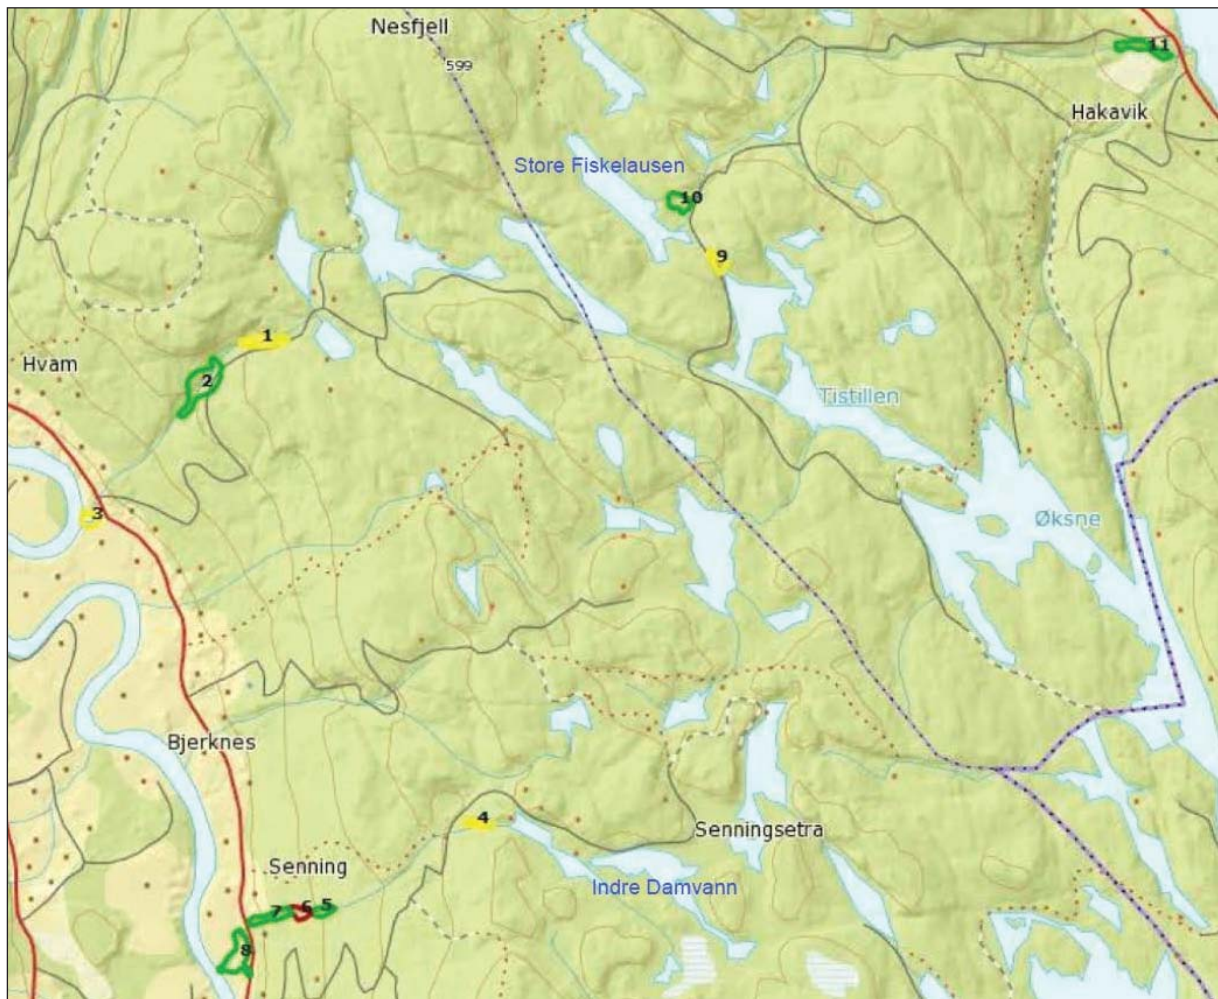 Nesfjell
599
11
Hakavik
Store Fiskelausen
10
9
1
Hvam
2
Tistillen
3
Øksne
Bjerknes
4
Senningsetra
Senning
Indre Damvann
7 6 5
8